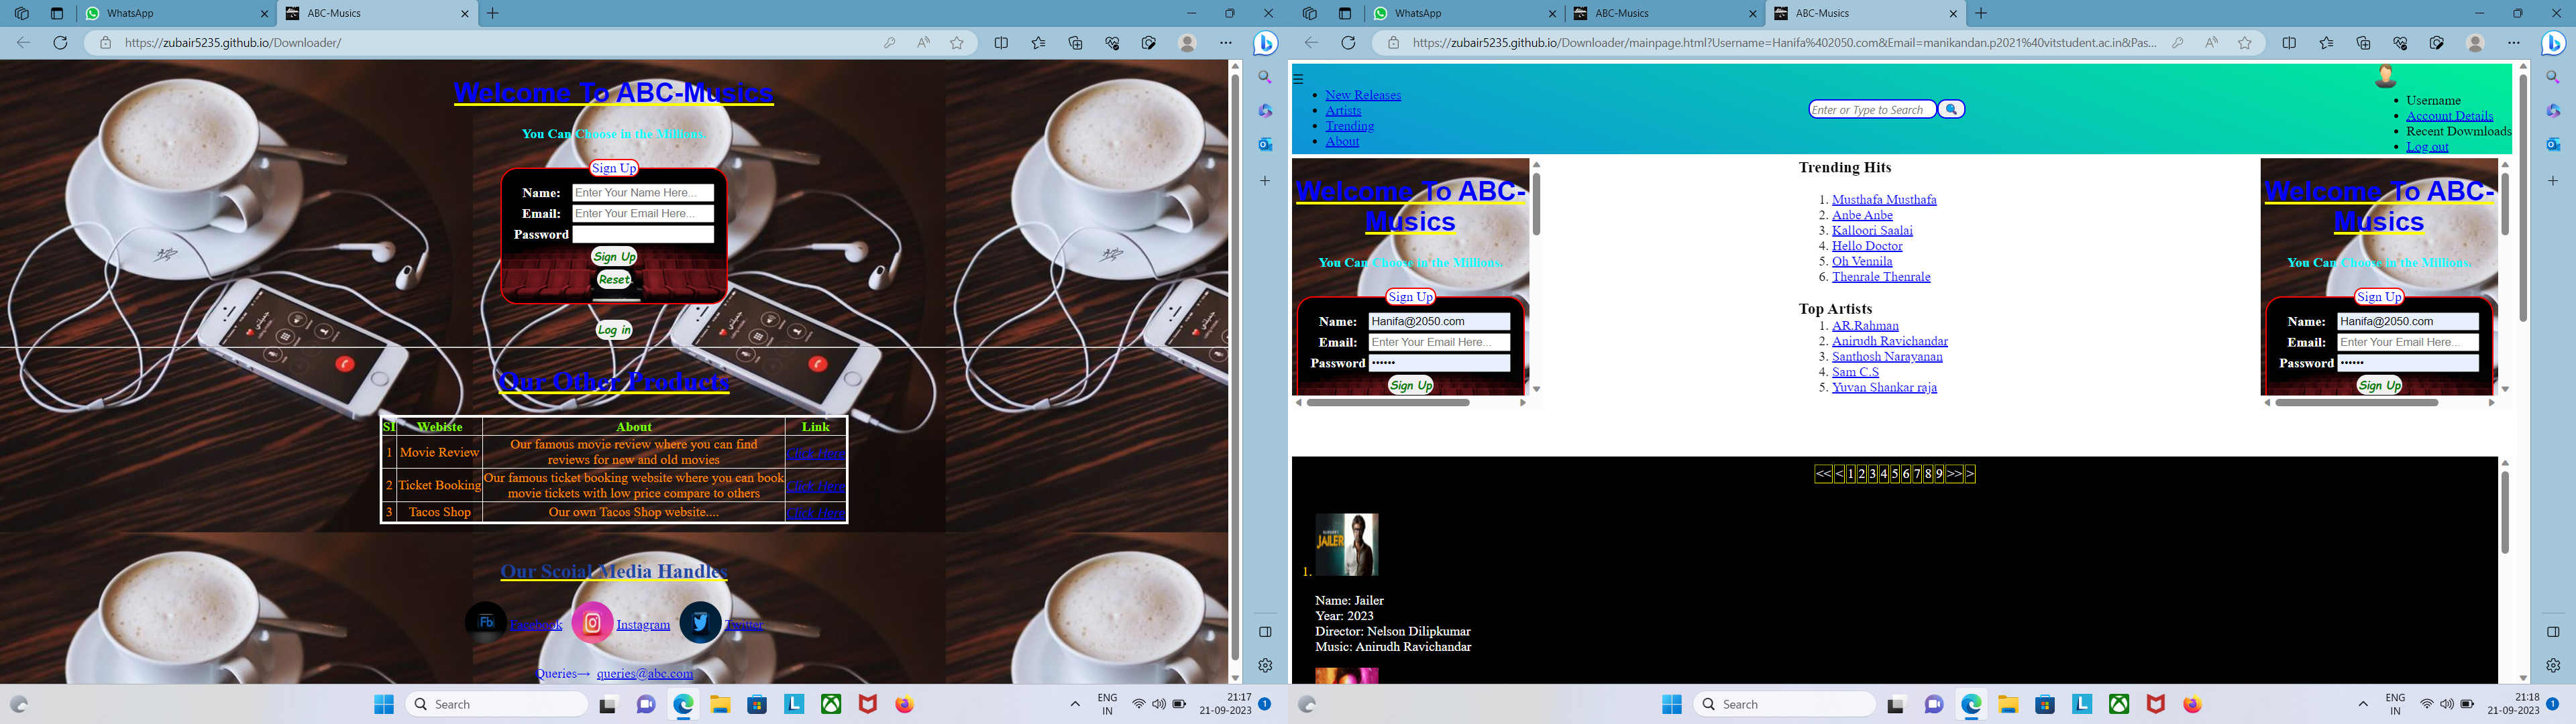 WhatsApp
ABC-Musics
https://zubair5235.github.io/Downloader/
Welcome To ABC-Musics
You Can Choose in the Millions.
Sign Up
Name: Enter Your Name Here...
Email: Enter Your Email Here...
Password
Sign Up
Reset
Log in
Our Other Products
SI Webiste About Link
1 Movie Review Our famous movie review where you can find reviews for new and old movies Click Here
2 Ticket Booking Our famous ticket booking website where you can book movie tickets with low price compare to others Click Here
3 Tacos Shop Our own Tacos Shop website.... Click Here
Our Scoial Media Handles
Fb Facebook Instagram Twitter
Queries→ queries@abc.com
Search
ENG
IN
21:17
21-09-2023
1
WhatsApp
ABC-Musics
ABC-Musics
https://zubair5235.github.io/Downloader/mainpage.html?Username=Hanifa%402050.com&Email=manikandan.p2021%40vitstudent.ac.in&Pas...
☰
New Releases
Artists
Trending
About
Enter or Type to Search
Username
Account Details
Recent Downloads
Log out
Welcome To ABC-
Musics
You Can Choose in the Millions.
Sign Up
Name: Hanifa@2050.com
Email: Enter Your Email Here...
Password ••••••
Sign Up
Trending Hits
1. Musthafa Musthafa
2. Anbe Anbe
3. Kalloori Saalai
4. Hello Doctor
5. Oh Vennila
6. Thenrale Thenrale
Top Artists
1. AR.Rahman
2. Anirudh Ravichandar
3. Santhosh Narayanan
4. Sam C.S
5. Yuvan Shankar raja
Welcome To ABC-
Musics
You Can Choose in the Millions.
Sign Up
Name: Hanifa@2050.com
Email: Enter Your Email Here...
Password ••••••
Sign Up
<< < 1 2 3 4 5 6 7 8 9 >> >
JAILER
1.
Name: Jailer
Year: 2023
Director: Nelson Dilipkumar
Music: Anirudh Ravichandar
Search
ENG
IN
21:18
21-09-2023
1